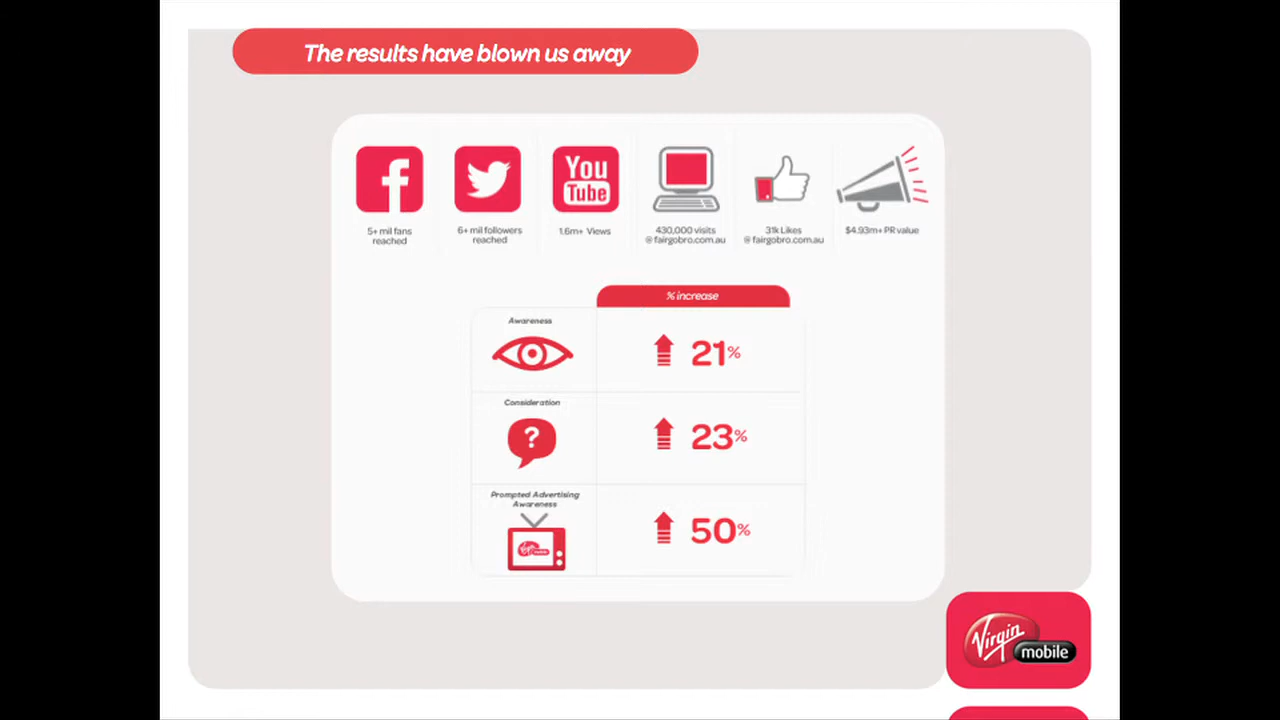 The results have blown us away
f
You
Tube
5+ mil fans
reached
6+ mil followers
reached
1.6m+ Views
430,000 visits
@fairgobro.com.au
31k Likes
@fairgobro.com.au
$4.93m+ PR value
% increase
Awareness
21%
Consideration
?
23%
Prompted Advertising
Awareness
Virgin mobile
50%
Virgin
mobile